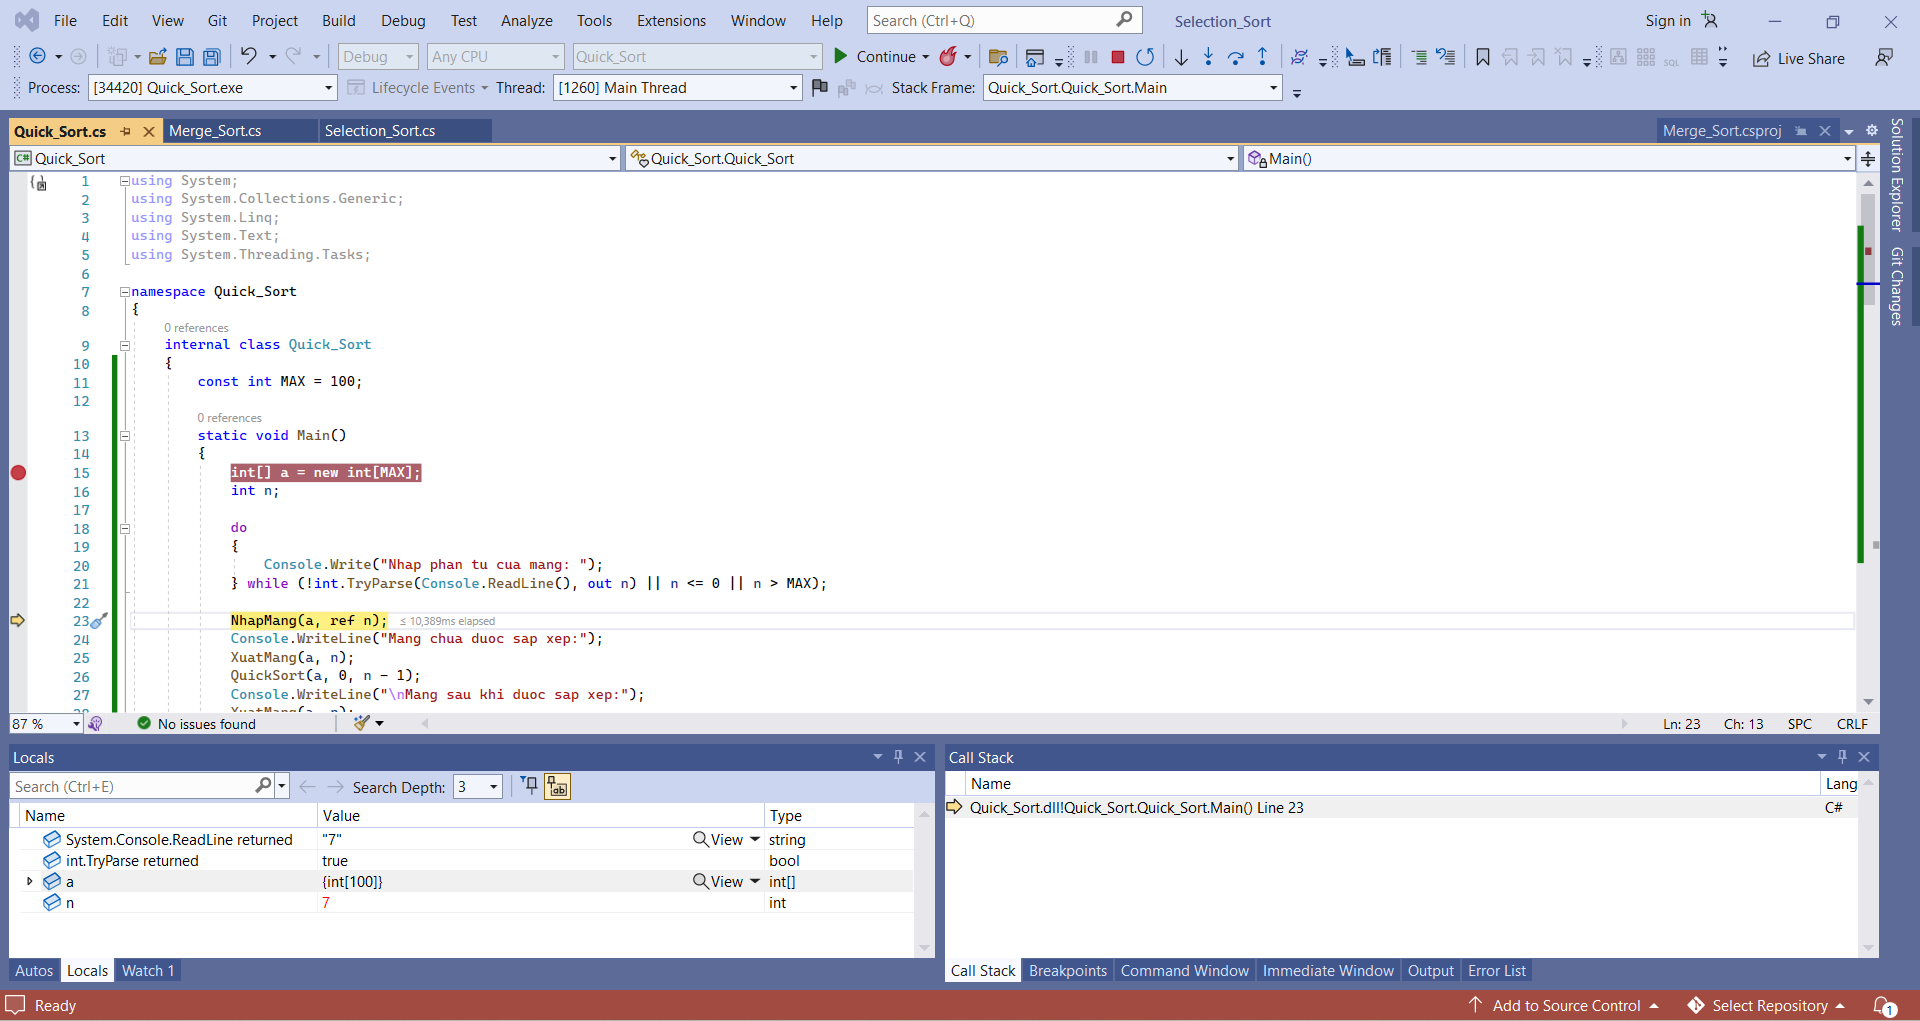 File Edit View Git Project Build Debug Test Analyze Tools Extensions Window Help Search (Ctrl+Q) Selection_Sort Sign in
Debug Any CPU Quick_Sort Continue Live Share
Process: [34420] Quick_Sort.exe Lifecycle Events Thread: [1260] Main Thread Stack Frame: Quick_Sort.Quick_Sort.Main
Quick_Sort.cs Merge_Sort.cs Selection_Sort.cs Merge_Sort.csproj
C# Quick_Sort Quick_Sort.Quick_Sort Main()
Solution Explorer
Git Changes
1 using System;
2 using System.Collections.Generic;
3 using System.Linq;
4 using System.Text;
5 using System.Threading.Tasks;
6
7 namespace Quick_Sort
8 {
0 references
9 internal class Quick_Sort
10 {
11 const int MAX = 100;
12
0 references
13 static void Main()
14 {
15 int[] a = new int[MAX];
16 int n;
17
18 do
19 {
20 Console.Write("Nhap phan tu cua mang: ");
21 } while (!int.TryParse(Console.ReadLine(), out n) || n <= 0 || n > MAX);
22
23 NhapMang(a, ref n); ≤ 10,389ms elapsed
24 Console.WriteLine("Mang chua duoc sap xep:");
25 XuatMang(a, n);
26 QuickSort(a, 0, n - 1);
27 Console.WriteLine("\nMang sau khi duoc sap xep:");
28 XuatMang(a, n);
87 % No issues found Ln: 23 Ch: 13 SPC CRLF
Locals
Search (Ctrl+E) Search Depth: 3
Name Value Type
System.Console.ReadLine returned "7" View string
int.TryParse returned true bool
a {int[100]} View int[]
n 7 int
Autos Locals Watch 1
Call Stack
Name Lang
Quick_Sort.dll!Quick_Sort.Quick_Sort.Main() Line 23 C#
Call Stack Breakpoints Command Window Immediate Window Output Error List
Ready Add to Source Control Select Repository 1